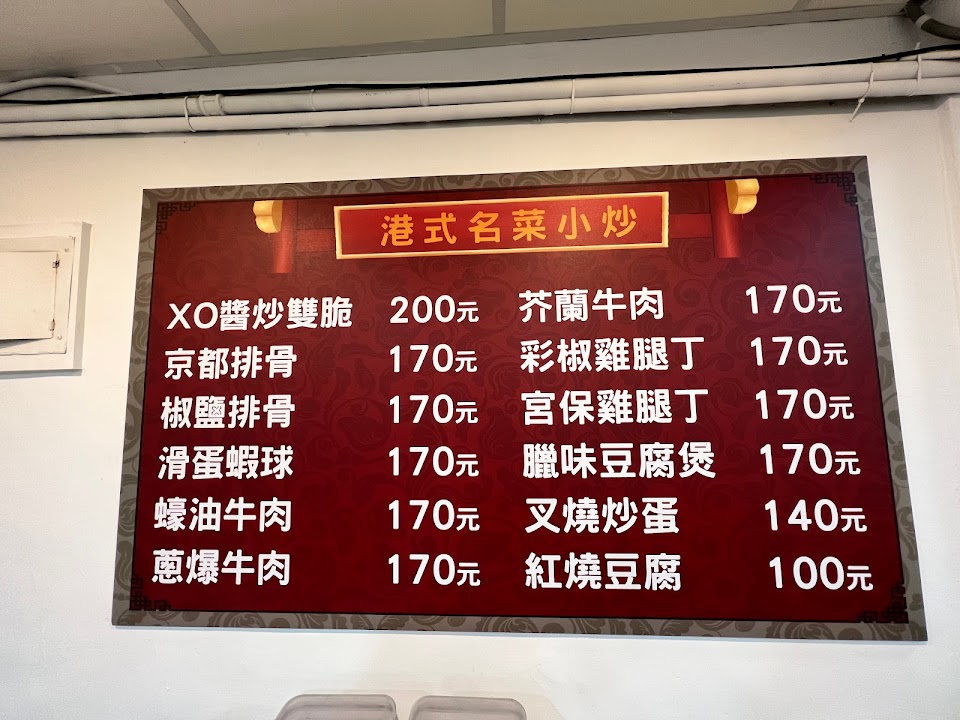 港式名菜小炒
XO醬炒雙脆 200元
京都排骨 170元
椒鹽排骨 170元
滑蛋蝦球 170元
蠔油牛肉 170元
蔥爆牛肉 170元
芥蘭牛肉 170元
彩椒雞腿丁 170元
宮保雞腿丁 170元
臘味豆腐煲 170元
叉燒炒蛋 140元
紅燒豆腐 100元